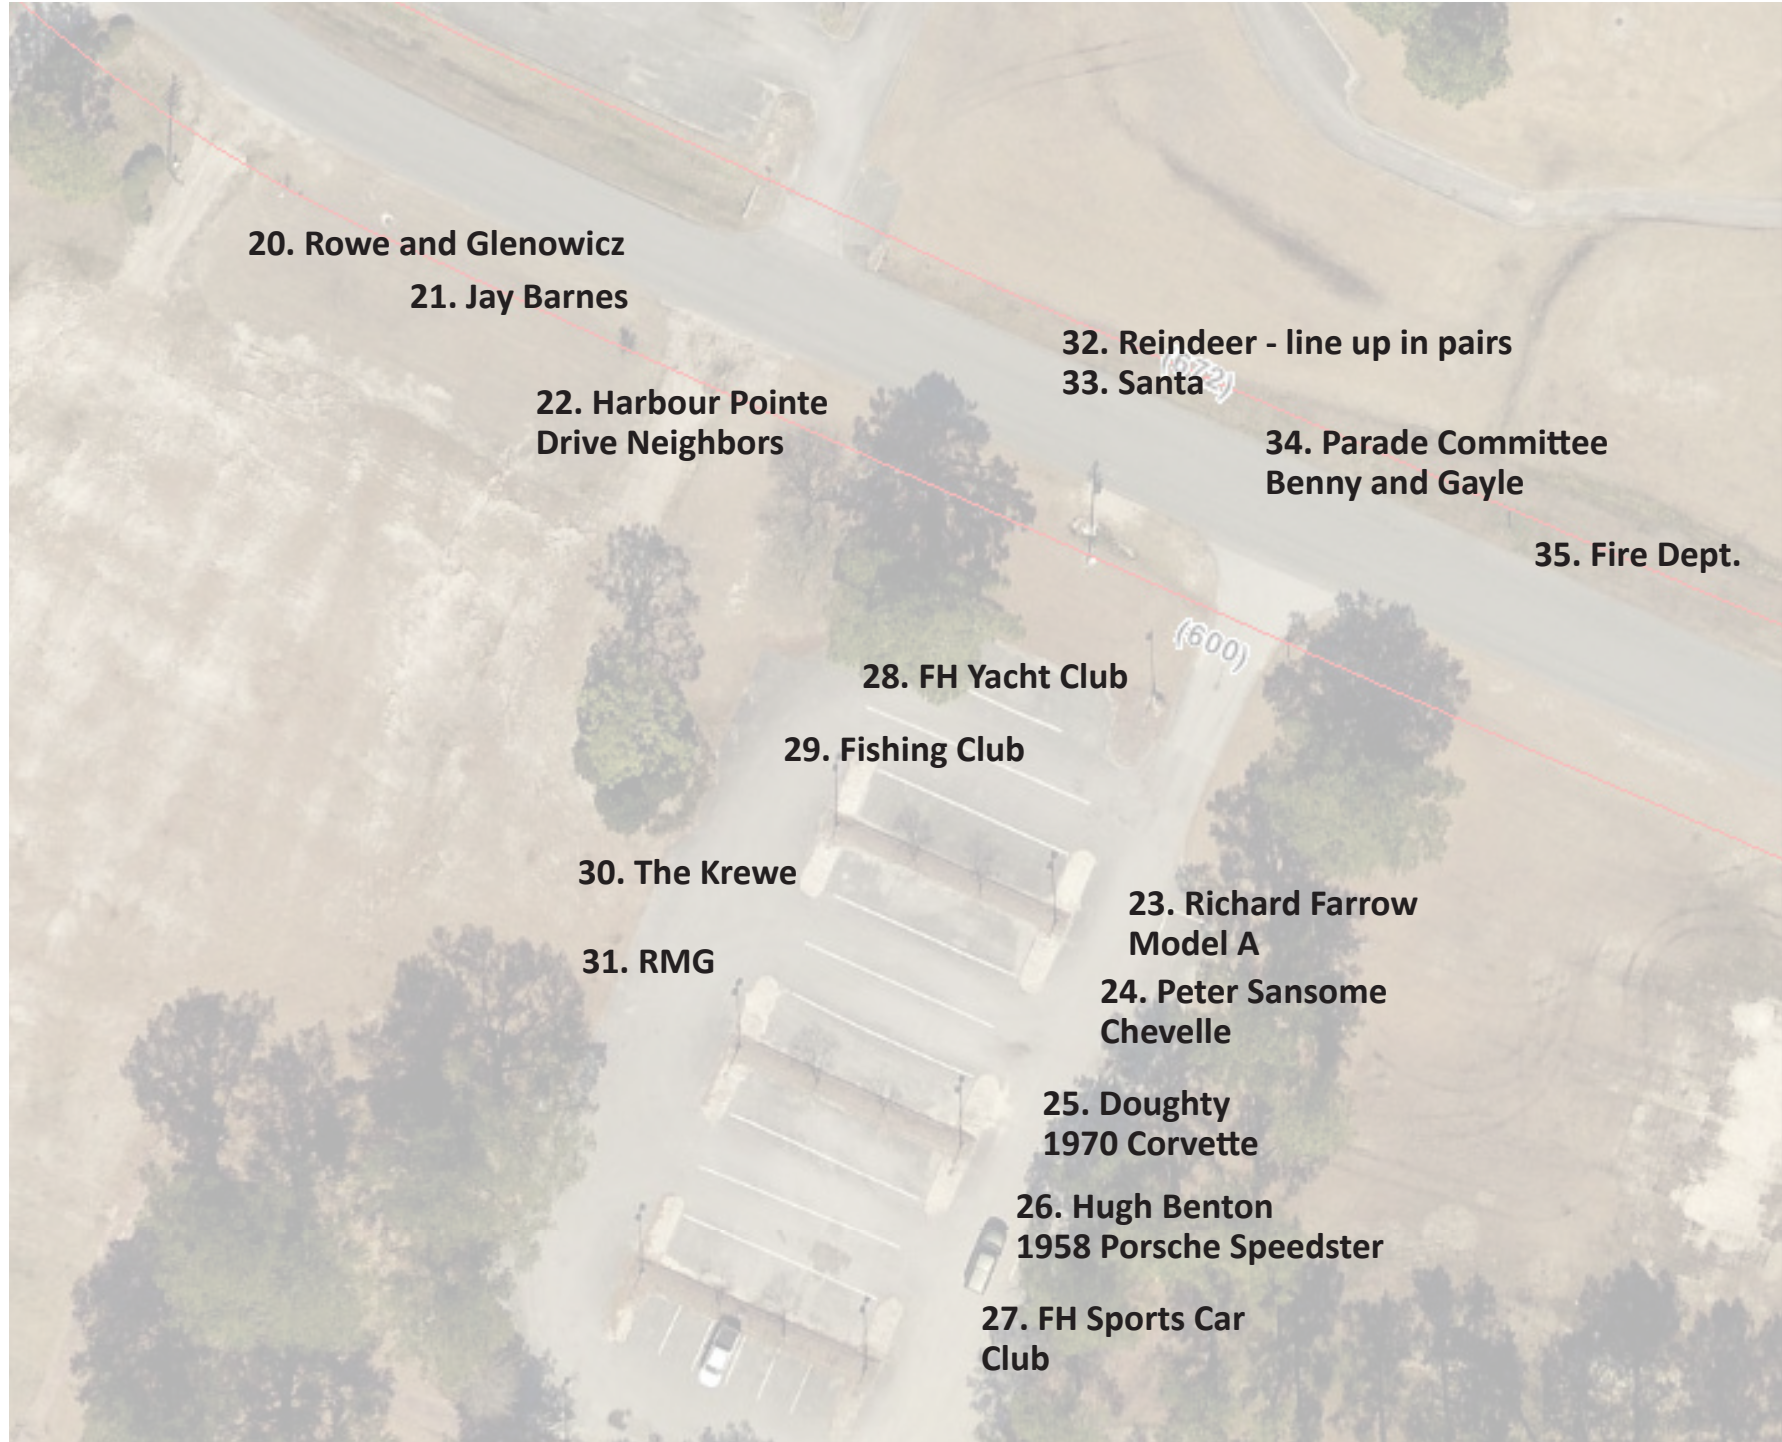 20. Rowe and Glenowicz
21. Jay Barnes
22. Harbour Pointe
Drive Neighbors
32. Reindeer - line up in pairs
33. Santa
(672)
34. Parade Committee
Benny and Gayle
35. Fire Dept.
(600)
28. FH Yacht Club
29. Fishing Club
30. The Krewe
31. RMG
23. Richard Farrow
Model A
24. Peter Sansome
Chevelle
25. Doughty
1970 Corvette
26. Hugh Benton
1958 Porsche Speedster
27. FH Sports Car
Club